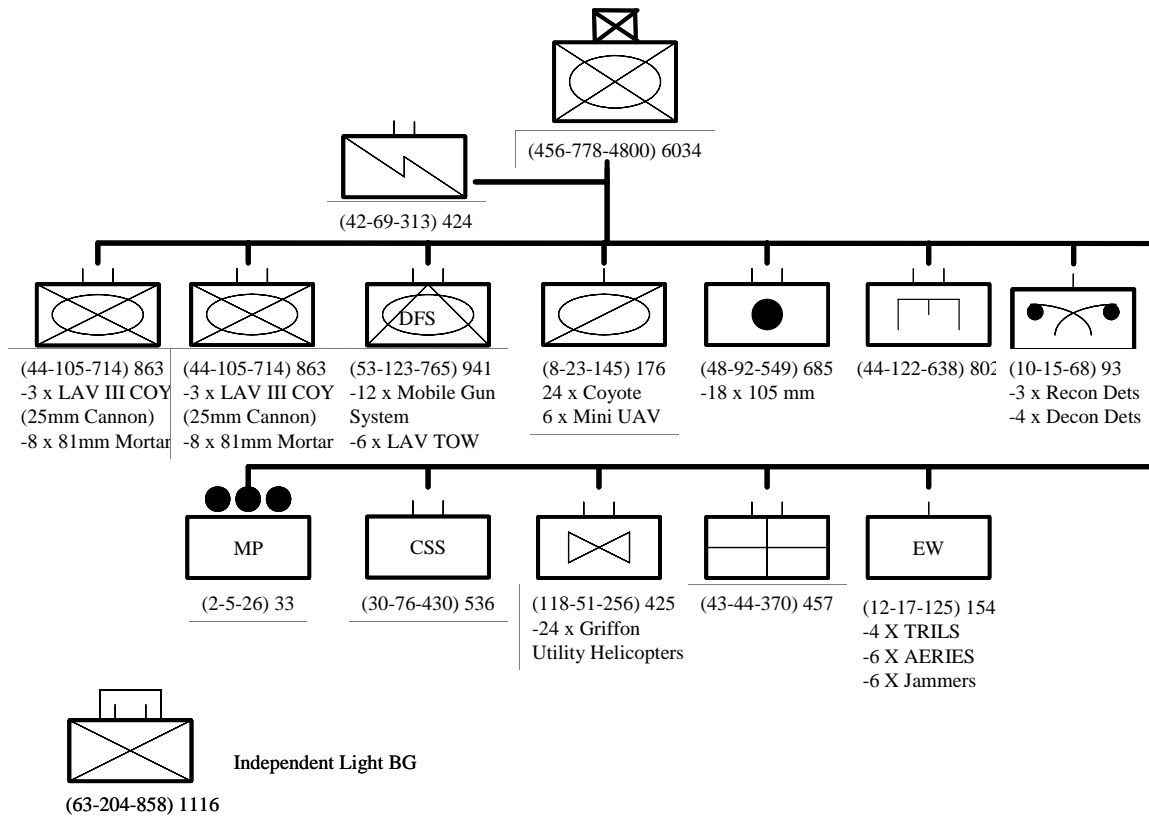 (456-778-4800) 6034
(42-69-313) 424
(44-105-714) 863
-3 x LAV III COY
(25mm Cannon)
-8 x 81mm Mortar
(44-105-714) 863
-3 x LAV III COY
(25mm Cannon)
-8 x 81mm Mortar
DFS
(53-123-765) 941
-12 x Mobile Gun
System
-6 x LAV TOW
(8-23-145) 176
24 x Coyote
6 x Mini UAV
(48-92-549) 685
-18 x 105 mm
(44-122-638) 802
(10-15-68) 93
-3 x Recon Dets
-4 x Decon Dets
MP
(2-5-26) 33
CSS
(30-76-430) 536
(118-51-256) 425
-24 x Griffon
Utility Helicopters
(43-44-370) 457
EW
(12-17-125) 154
-4 X TRILS
-6 X AERIES
-6 X Jammers
Independent Light BG
(63-204-858) 1116